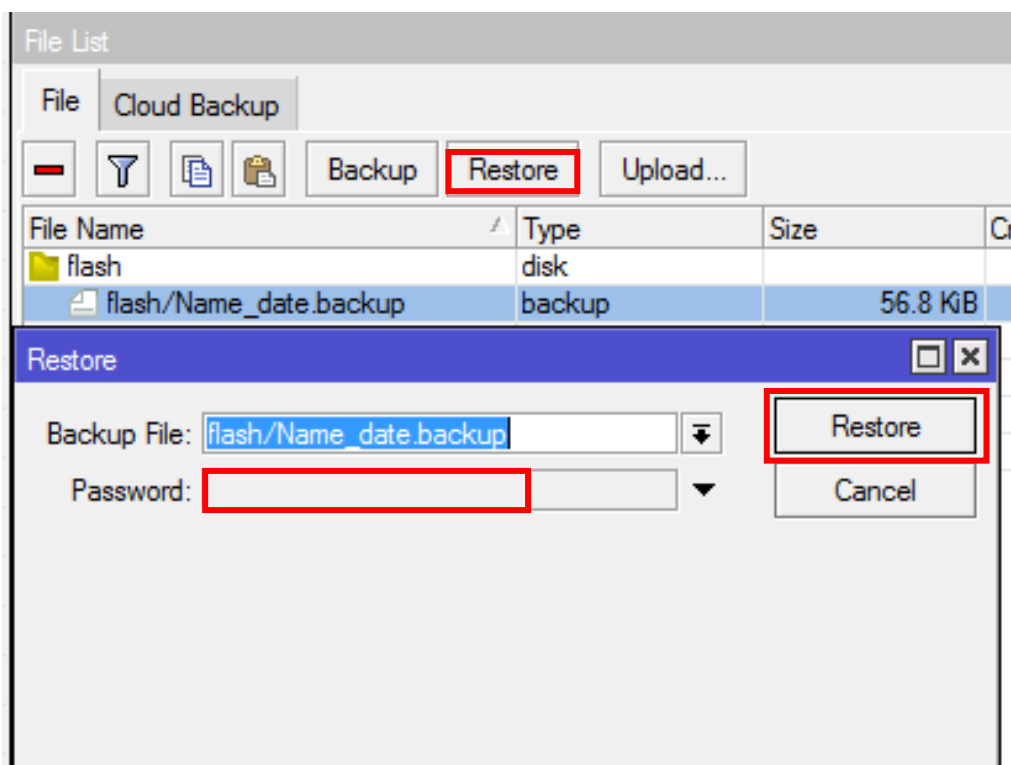 File List
File Cloud Backup
Backup Restore Upload...
File Name Type Size
flash disk
flash/Name_date.backup backup 56.8 KiB
Restore
Backup File: flash/Name_date.backup Restore
Password: Cancel